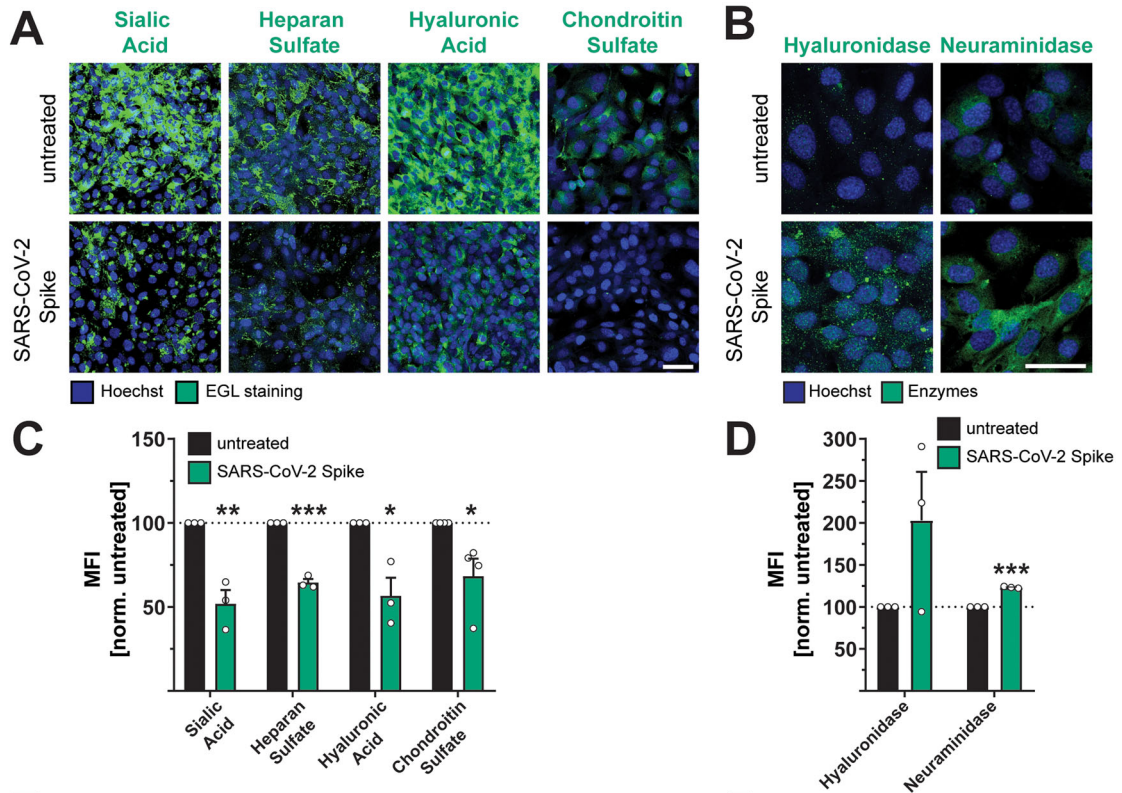 A
Sialic
Acid
Heparan
Sulfate
Hyaluronic
Acid
Chondroitin
Sulfate
untreated
SARS-CoV-2
Spike
Hoechst
EGL staining
B
Hyaluronidase
Neuraminidase
untreated
SARS-CoV-2
Spike
Hoechst
Enzymes
C
untreated
SARS-CoV-2 Spike
MFI
[norm. untreated]
150
100
50
**
***
*
*
Sialic
Acid
Heparan
Sulfate
Hyaluronic
Acid
Chondroitin
Sulfate
D
untreated
SARS-CoV-2 Spike
MFI
[norm. untreated]
300
250
200
150
100
50
***
Hyaluronidase
Neuraminidase